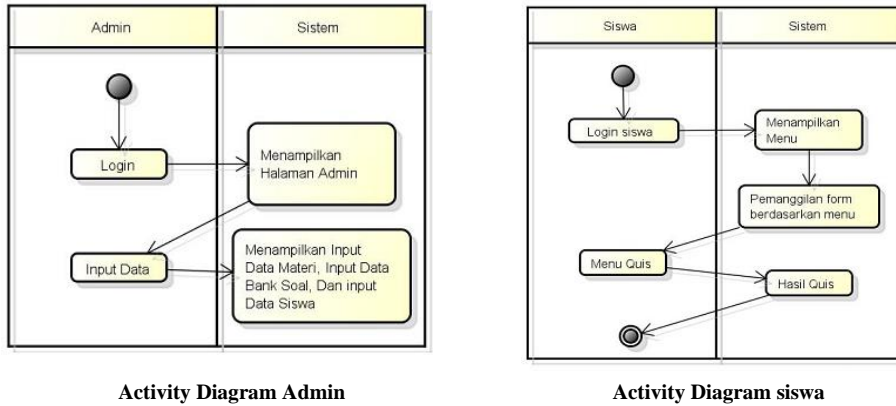 Admin
Sistem
Login
Menampilkan
Halaman Admin
Input Data
Menampilkan Input
Data Materi, Input Data
Bank Soal, Dan input
Data Siswa
Activity Diagram Admin
Siswa
Sistem
Login siswa
Menampilkan
Menu
Pemanggilan form
berdasarkan menu
Menu Quis
Hasil Quis
Activity Diagram siswa